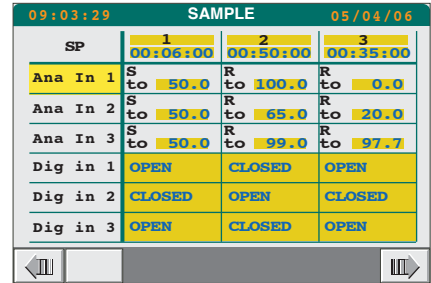 09:03:29 SAMPLE 05/04/06
SP 1 2 3
00:06:00 00:50:00 00:35:00
Ana In 1 S to 50.0 R to 100.0 R to 0.0
Ana In 2 S to 50.0 R to 65.0 R to 20.0
Ana In 3 S to 50.0 R to 99.0 R to 97.7
Dig in 1 OPEN CLOSED OPEN
Dig in 2 CLOSED OPEN CLOSED
Dig in 3 OPEN CLOSED OPEN